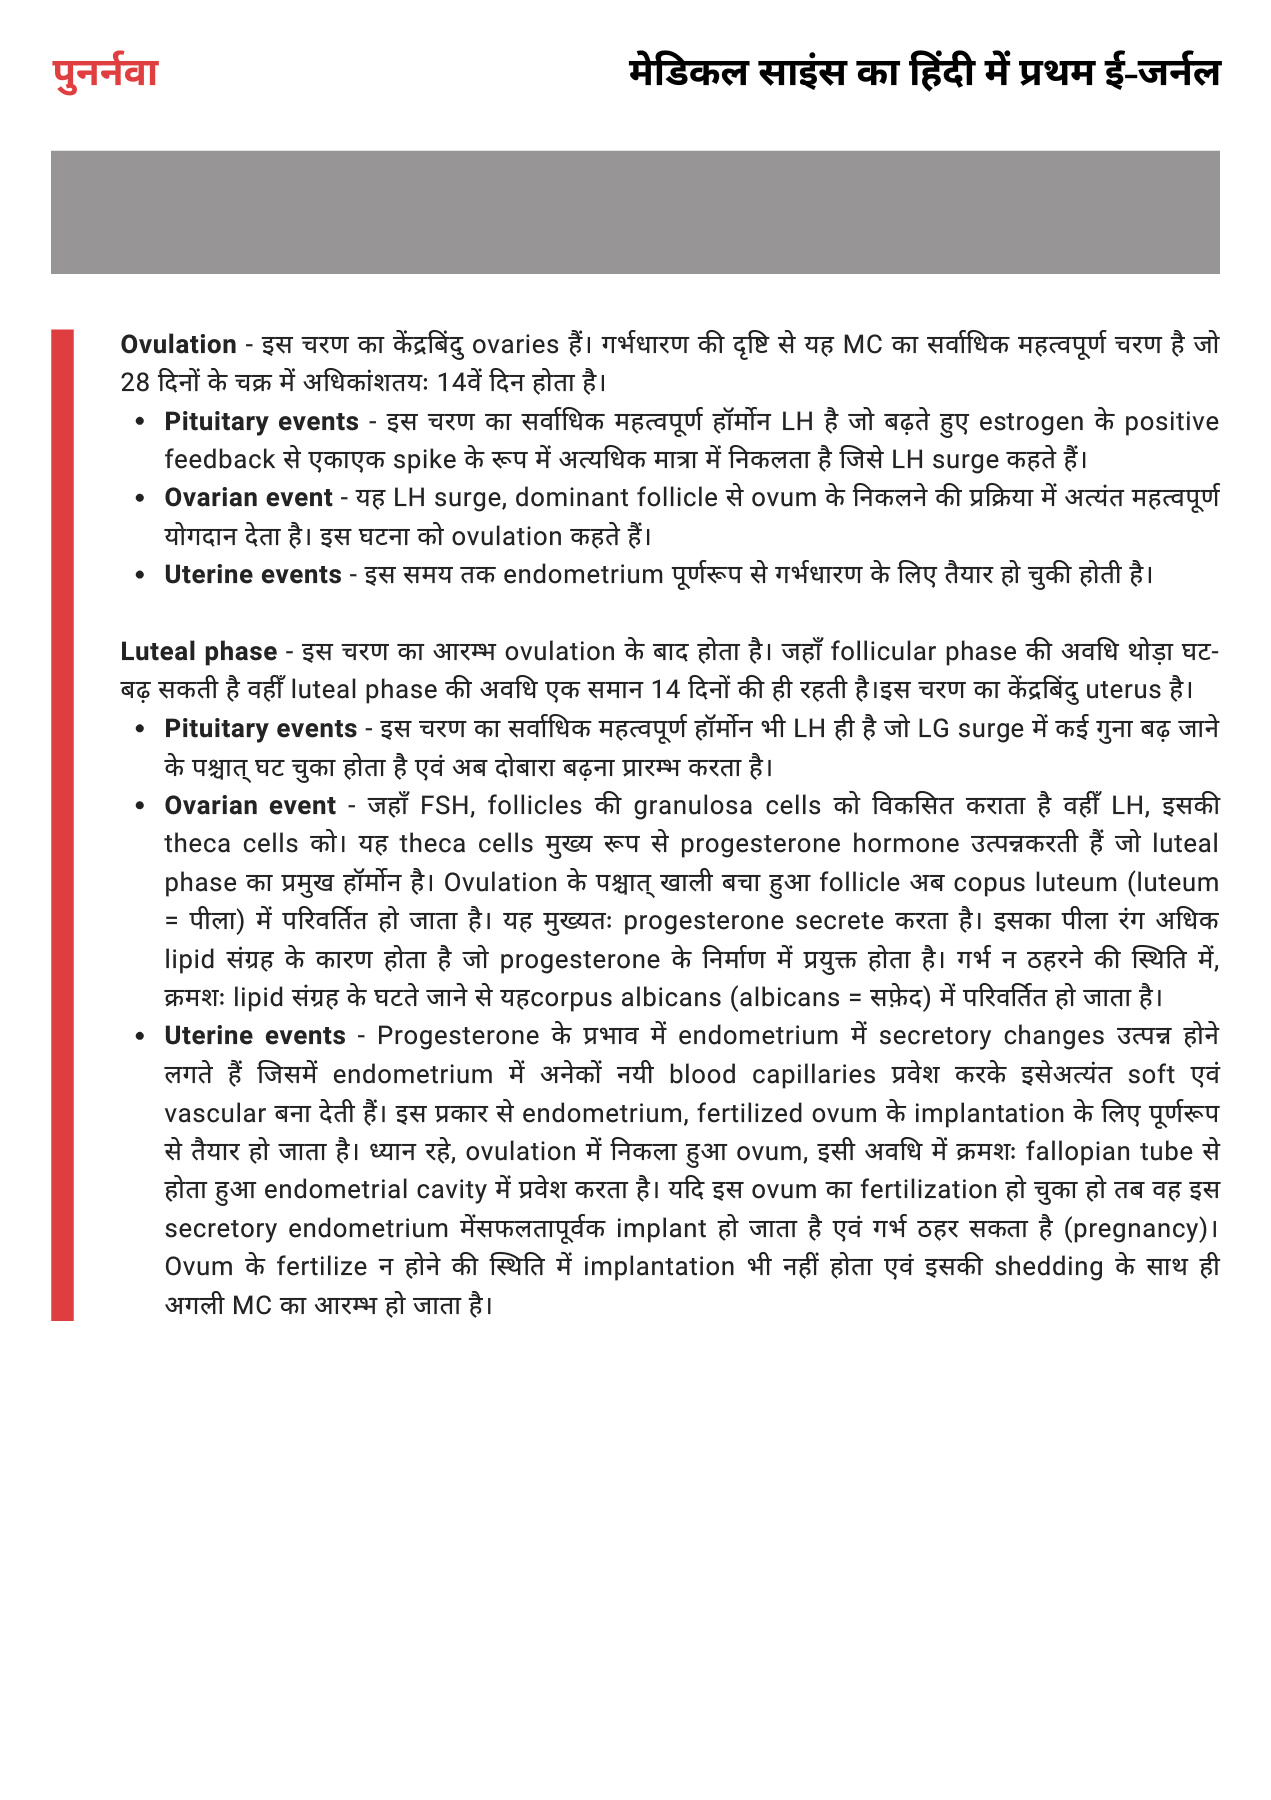 पुनर्नवा
मेडिकल साइंस का हिंदी में प्रथम ई-जर्नल
Ovulation - इस चरण का केंद्रबिंदु ovaries हैं। गर्भधारण की दृष्टि से यह MC का सर्वाधिक महत्वपूर्ण चरण है जो
28 दिनों के चक्र में अधिकांशतयः 14वें दिन होता है।
• Pituitary events - इस चरण का सर्वाधिक महत्वपूर्ण हॉर्मोन LH है जो बढ़ते हुए estrogen के positive
feedback से एकाएक spike के रूप में अत्यधिक मात्रा में निकलता है जिसे LH surge कहते हैं।
• Ovarian event - यह LH surge, dominant follicle से ovum के निकलने की प्रक्रिया में अत्यंत महत्वपूर्ण
योगदान देता है। इस घटना को ovulation कहते हैं।
• Uterine events - इस समय तक endometrium पूर्णरूप से गर्भधारण के लिए तैयार हो चुकी होती है।
Luteal phase - इस चरण का आरम्भ ovulation के बाद होता है। जहाँ follicular phase की अवधि थोड़ा घट-
बढ़ सकती है वहीँ luteal phase की अवधि एक समान 14 दिनों की ही रहती है।इस चरण का केंद्रबिंदु uterus है।
• Pituitary events - इस चरण का सर्वाधिक महत्वपूर्ण हॉर्मोन भी LH ही है जो LG surge में कई गुना बढ़ जाने
के पश्चात् घट चुका होता है एवं अब दोबारा बढ़ना प्रारम्भ करता है।
• Ovarian event - जहाँ FSH, follicles की granulosa cells को विकसित कराता है वहीँ LH, इसकी
theca cells को। यह theca cells मुख्य रूप से progesterone hormone उत्पन्नकरती हैं जो luteal
phase का प्रमुख हॉर्मोन है। Ovulation के पश्चात् खाली बचा हुआ follicle अब copus luteum (luteum
= पीला) में परिवर्तित हो जाता है। यह मुख्यतः progesterone secrete करता है। इसका पीला रंग अधिक
lipid संग्रह के कारण होता है जो progesterone के निर्माण में प्रयुक्त होता है। गर्भ न ठहरने की स्थिति में,
क्रमशः lipid संग्रह के घटते जाने से यहcorpus albicans (albicans = सफ़ेद) में परिवर्तित हो जाता है।
• Uterine events - Progesterone के प्रभाव में endometrium में secretory changes उत्पन्न होने
लगते हैं जिसमें endometrium में अनेकों नयी blood capillaries प्रवेश करके इसेअत्यंत soft एवं
vascular बना देती हैं। इस प्रकार से endometrium, fertilized ovum के implantation के लिए पूर्णरूप
से तैयार हो जाता है। ध्यान रहे, ovulation में निकला हुआ ovum, इसी अवधि में क्रमशः fallopian tube से
होता हुआ endometrial cavity में प्रवेश करता है। यदि इस ovum का fertilization हो चुका हो तब वह इस
secretory endometrium मेंसफलतापूर्वक implant हो जाता है एवं गर्भ ठहर सकता है (pregnancy)।
Ovum के fertilize न होने की स्थिति में implantation भी नहीं होता एवं इसकी shedding के साथ ही
अगली MC का आरम्भ हो जाता है।